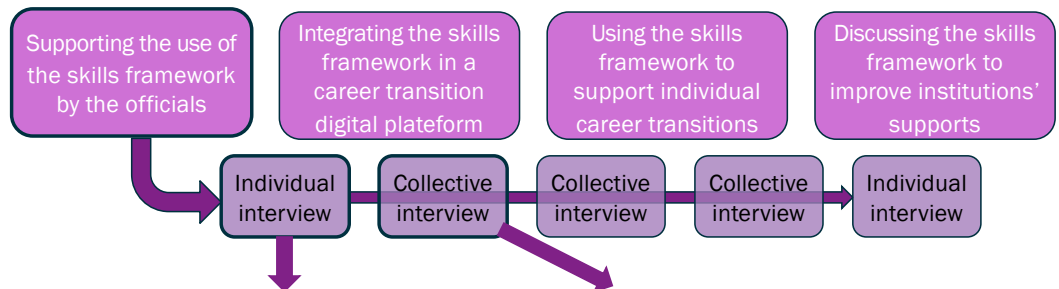 Supporting the use of
the skills framework
by the officials
Integrating the skills
framework in a
career transition
digital plateform
Using the skills
framework to
support individual
career transitions
Discussing the skills
framework to
improve institutions’
supports
Individual
interview
Collective
interview
Collective
interview
Collective
interview
Individual
interview